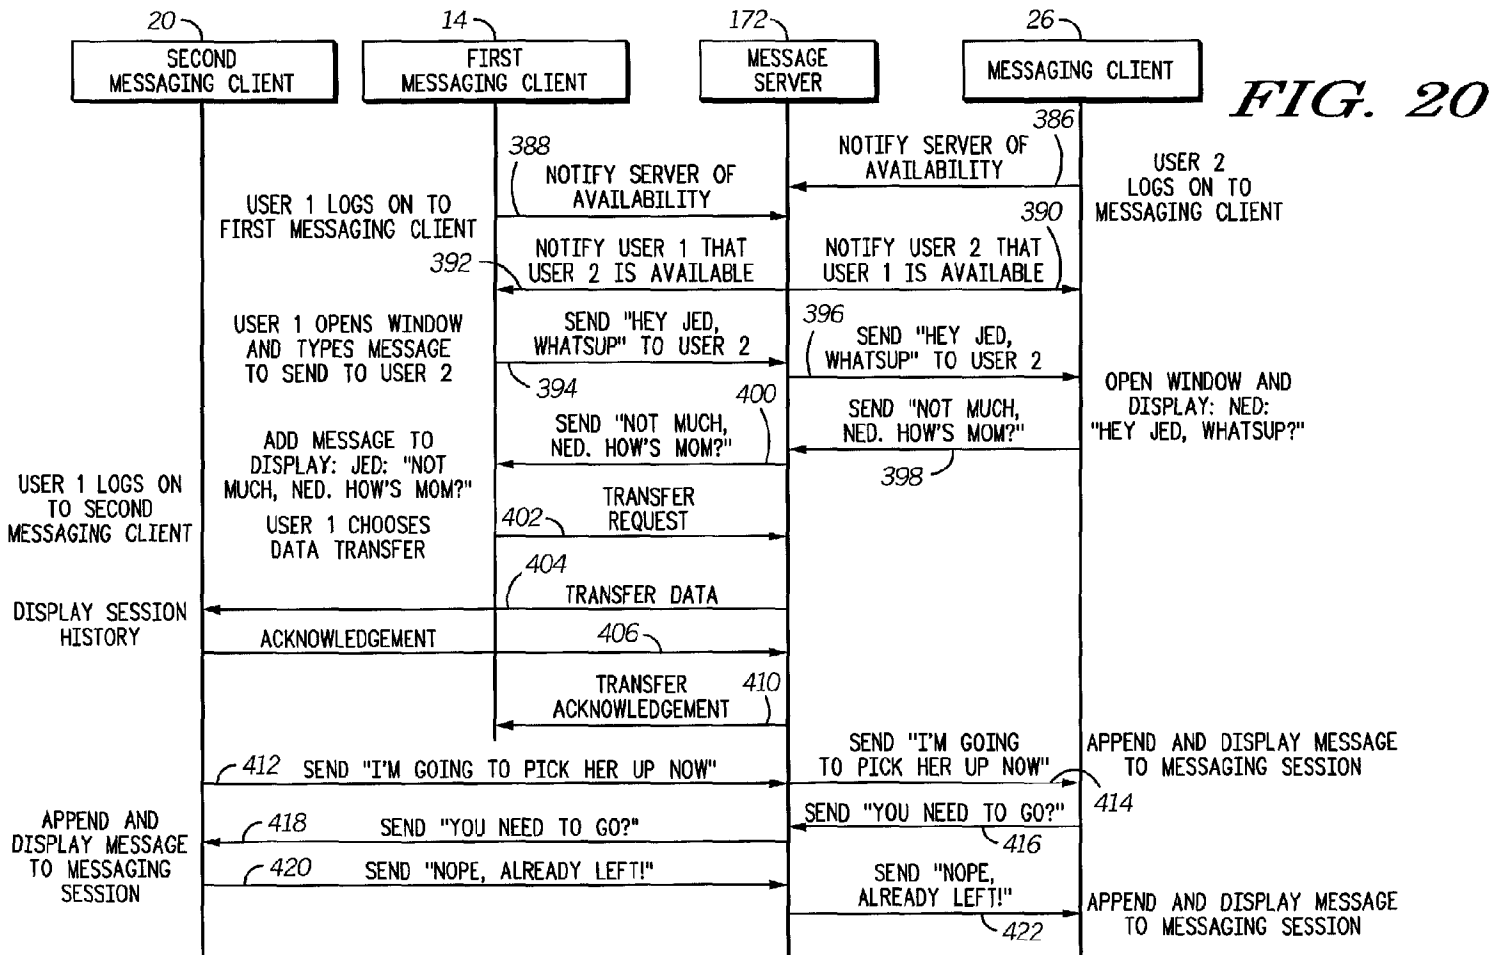 20
14
172
26
SECOND
MESSAGING CLIENT
FIRST
MESSAGING CLIENT
MESSAGE
SERVER
MESSAGING CLIENT
FIG. 20
386
NOTIFY SERVER OF
AVAILABILITY
USER 2
LOGS ON TO
MESSAGING CLIENT
388
NOTIFY SERVER OF
AVAILABILITY
USER 1 LOGS ON TO
FIRST MESSAGING CLIENT
390
392
NOTIFY USER 1 THAT
USER 2 IS AVAILABLE
NOTIFY USER 2 THAT
USER 1 IS AVAILABLE
USER 1 OPENS WINDOW
AND TYPES MESSAGE
TO SEND TO USER 2
SEND "HEY JED,
WHATSUP" TO USER 2
394
396
SEND "HEY JED,
WHATSUP" TO USER 2
OPEN WINDOW AND
DISPLAY: NED:
"HEY JED, WHATSUP?"
400
SEND "NOT MUCH,
NED. HOW'S MOM?"
SEND "NOT MUCH,
NED. HOW'S MOM?"
398
ADD MESSAGE TO
DISPLAY: JED: "NOT
MUCH, NED. HOW'S MOM?"
USER 1 LOGS ON
TO SECOND
MESSAGING CLIENT
USER 1 CHOOSES
DATA TRANSFER
402
TRANSFER
REQUEST
404
TRANSFER DATA
DISPLAY SESSION
HISTORY
ACKNOWLEDGEMENT
406
TRANSFER
ACKNOWLEDGEMENT
410
412
SEND "I'M GOING TO PICK HER UP NOW"
SEND "I'M GOING
TO PICK HER UP NOW"
414
APPEND AND DISPLAY MESSAGE
TO MESSAGING SESSION
SEND "YOU NEED TO GO?"
416
418
SEND "YOU NEED TO GO?"
APPEND AND
DISPLAY MESSAGE
TO MESSAGING
SESSION
420
SEND "NOPE, ALREADY LEFT!"
SEND "NOPE,
ALREADY LEFT!"
422
APPEND AND DISPLAY MESSAGE
TO MESSAGING SESSION